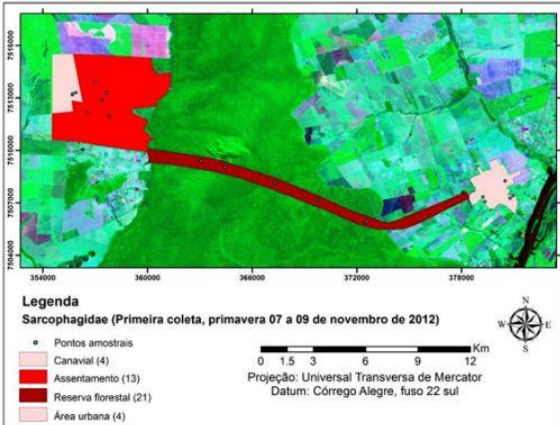 7516000
7513000
7510000
7507000
7504000
354000 360000 366000 372000 378000
Legenda
Sarcophagidae (Primeira coleta, primavera 07 a 09 de novembro de 2012)
Pontos amostrais
Canavial (4)
Assentamento (13)
Reserva florestal (21)
Área urbana (4)
0 1.5 3 6 9 12 Km
Projeção: Universal Transversa de Mercator
Datum: Córrego Alegre, fuso 22 sul
N
W E
S